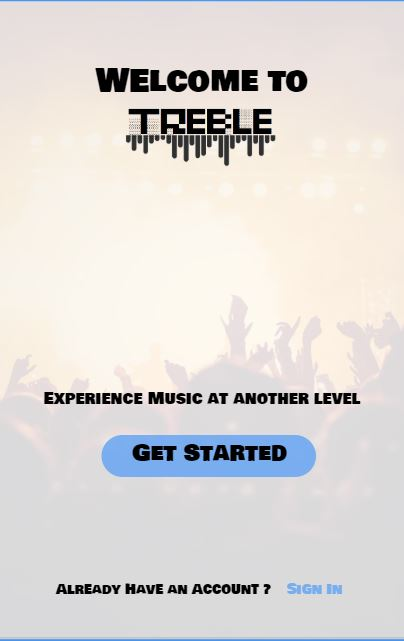 Welcome to
TREBLE
Experience Music at another level
Get Started
Already Have an Account ? Sign In